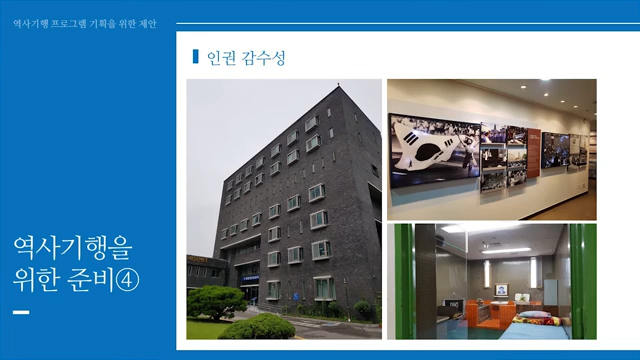 역사기행 프로그램 기획을 위한 제안
인권 감수성
역사기행을
위한 준비④